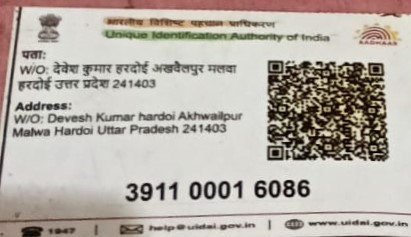 भारतीय विशिष्ट पहचान प्राधिकरण
Unique Identification Authority of India
AADHAAR
पता:
W/O: देवेश कुमार हरदोई अखवैलपुर मलवा
हरदोई उत्तर प्रदेश 241403
Address:
W/O: Devesh Kumar hardoi Akhwailpur
Malwa Hardoi Uttar Pradesh 241403
3911 0001 6086
1947 | help@uidai.gov.in | www.uidai.gov.in